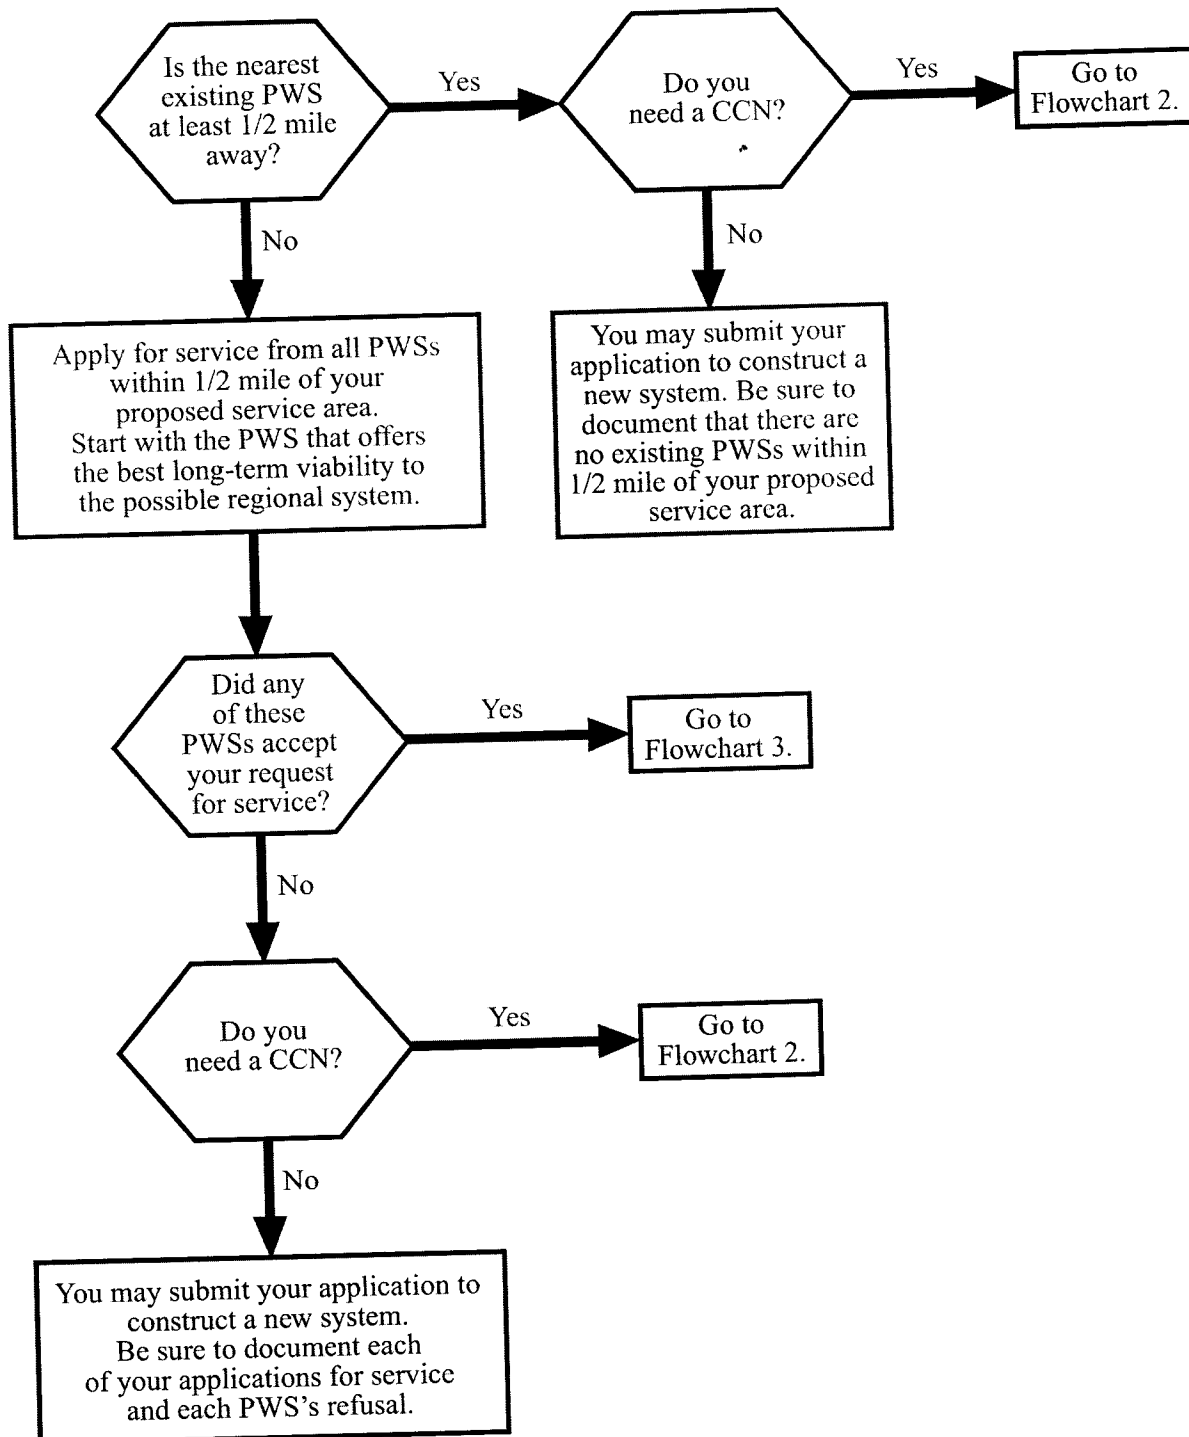 Is the nearest
existing PWS
at least 1/2 mile
away?
Yes
Do you
need a CCN?
Yes
Go to
Flowchart 2.
No
No
Apply for service from all PWSs
within 1/2 mile of your
proposed service area.
Start with the PWS that offers
the best long-term viability to
the possible regional system.
You may submit your
application to construct a
new system. Be sure to
document that there are
no existing PWSs within
1/2 mile of your proposed
service area.
Did any
of these
PWSs accept
your request
for service?
Yes
Go to
Flowchart 3.
No
Do you
need a CCN?
Yes
Go to
Flowchart 2.
No
You may submit your application to
construct a new system.
Be sure to document each
of your applications for service
and each PWS's refusal.